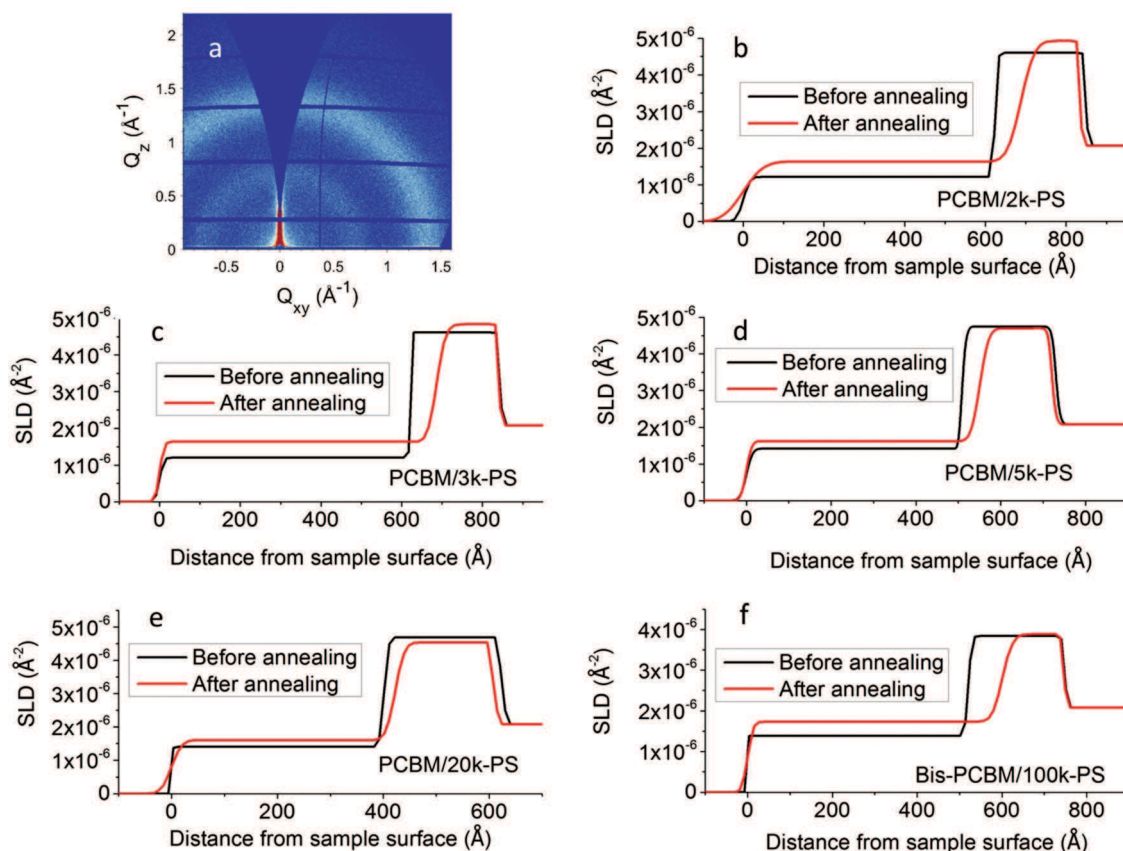 a
2
1.5
1
0.5
0
Q_z (Å⁻¹)
-0.5 0 0.5 1 1.5
Q_xy (Å⁻¹)
b
5x10⁻⁶
4x10⁻⁶
3x10⁻⁶
2x10⁻⁶
1x10⁻⁶
0
SLD (Å⁻²)
Before annealing
After annealing
PCBM/2k-PS
0 200 400 600 800
Distance from sample surface (Å)
c
5x10⁻⁶
4x10⁻⁶
3x10⁻⁶
2x10⁻⁶
1x10⁻⁶
0
SLD (Å⁻²)
Before annealing
After annealing
PCBM/3k-PS
0 200 400 600 800
Distance from sample surface (Å)
d
5x10⁻⁶
4x10⁻⁶
3x10⁻⁶
2x10⁻⁶
1x10⁻⁶
0
SLD (Å⁻²)
Before annealing
After annealing
PCBM/5k-PS
0 200 400 600 800
Distance from sample surface (Å)
e
5x10⁻⁶
4x10⁻⁶
3x10⁻⁶
2x10⁻⁶
1x10⁻⁶
0
SLD (Å⁻²)
Before annealing
After annealing
PCBM/20k-PS
0 200 400 600
Distance from sample surface (Å)
f
5x10⁻⁶
4x10⁻⁶
3x10⁻⁶
2x10⁻⁶
1x10⁻⁶
0
SLD (Å⁻²)
Before annealing
After annealing
Bis-PCBM/100k-PS
0 200 400 600 800
Distance from sample surface (Å)